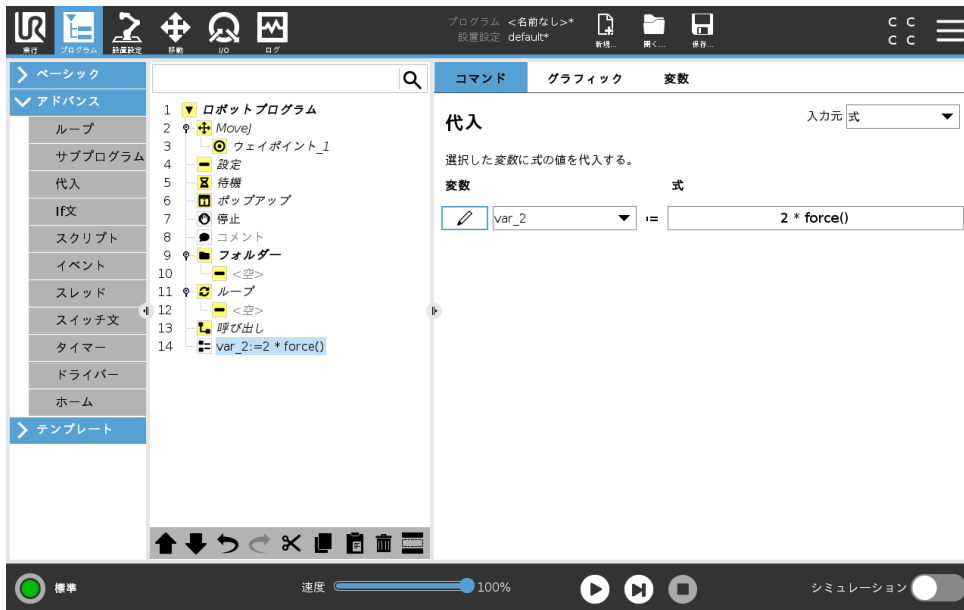 UR
実行
プログラム
設置設定
移動
I/O
ログ
プログラム <名前なし>*
設置設定 default*
新規...
開く...
保存...
C C
C C
ベーシック
アドバンス
ループ
サブプログラム
代入
If文
スクリプト
イベント
スレッド
スイッチ文
タイマー
ドライバー
ホーム
テンプレート
1 ロボットプログラム
2 MoveJ
3 ウェイポイント_1
4 設定
5 待機
6 ポップアップ
7 停止
8 コメント
9 フォルダー
10 <空>
11 ループ
12 <空>
13 呼び出し
14 var_2:=2 * force()
コマンド グラフィック 変数
代入
入力元 式
選択した変数に式の値を代入する。
変数 式
var_2 := 2 * force()
標準
速度 100%
シミュレーション